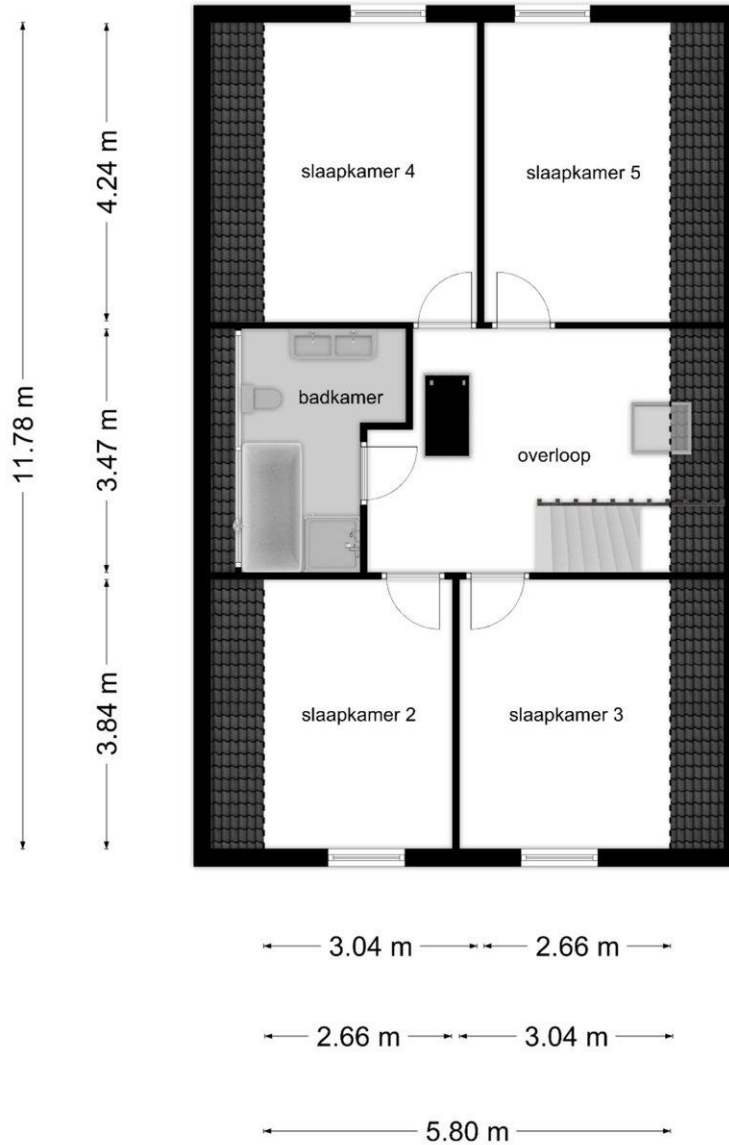 slaapkamer 4
slaapkamer 5
4.24 m
badkamer
overloop
3.47 m
11.78 m
slaapkamer 2
slaapkamer 3
3.84 m
3.04 m
2.66 m
2.66 m
3.04 m
5.80 m